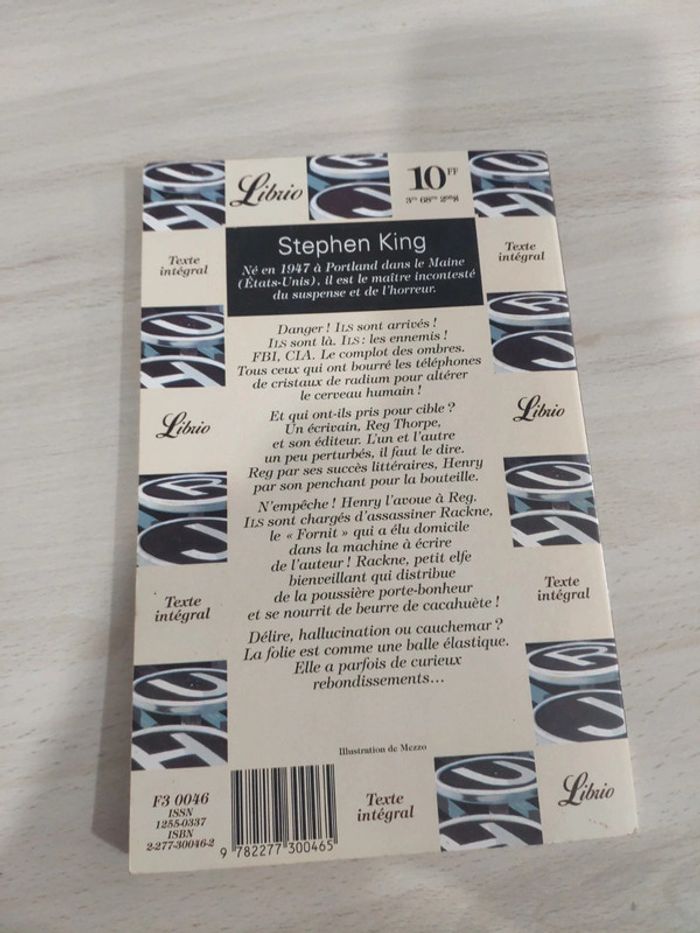 Librio
10 FF
Stephen King
Né en 1947 à Portland dans le Maine
(États-Unis), il est le maître incontesté
du suspense et de l'horreur.
Texte
intégral
Texte
intégral
Danger ! ILS sont arrivés !
ILS sont là. ILS : les ennemis !
FBI, CIA. Le complot des ombres.
Tous ceux qui ont bourré les téléphones
de cristaux de radium pour altérer
le cerveau humain !
Librio
Librio
Et qui ont-ils pris pour cible ?
Un écrivain, Reg Thorpe,
et son éditeur. L'un et l'autre
un peu perturbés, il faut le dire.
Reg par ses succès littéraires, Henry
par son penchant pour la bouteille.
N'empêche ! Henry l'avoue à Reg.
ILS sont chargés d'assassiner Rackne,
le « Fornit » qui a élu domicile
dans la machine à écrire
de l'auteur ! Rackne, petit elfe
bienveillant qui distribue
de la poussière porte-bonheur
et se nourrit de beurre de cacahuète !
Texte
intégral
Texte
intégral
Délire, hallucination ou cauchemar ?
La folie est comme une balle élastique.
Elle a parfois de curieux
rebondissements...
Illustration de Mezzo
F3 0046
ISSN
1255-0337
ISBN
2-277-30046-2
9 782277 300465
Texte
intégral
Librio